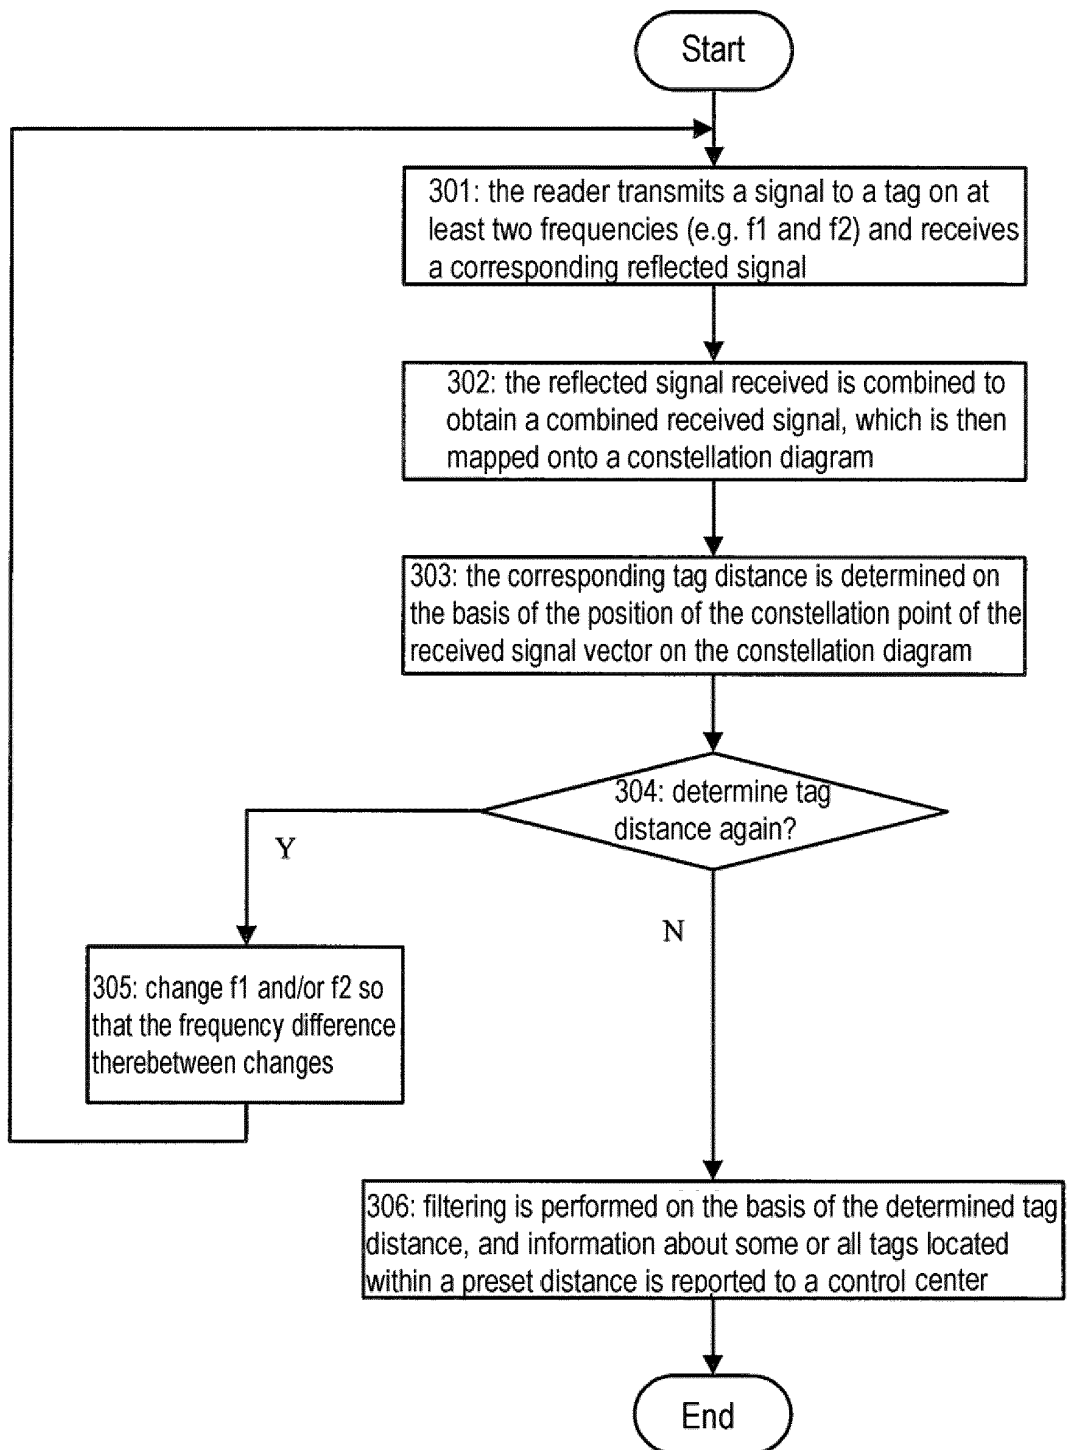 Start
301: the reader transmits a signal to a tag on at
least two frequencies (e.g. f1 and f2) and receives
a corresponding reflected signal
302: the reflected signal received is combined to
obtain a combined received signal, which is then
mapped onto a constellation diagram
303: the corresponding tag distance is determined on
the basis of the position of the constellation point of the
received signal vector on the constellation diagram
304: determine tag
distance again?
Y
N
305: change f1 and/or f2 so
that the frequency difference
therebetween changes
306: filtering is performed on the basis of the determined tag
distance, and information about some or all tags located
within a preset distance is reported to a control center
End